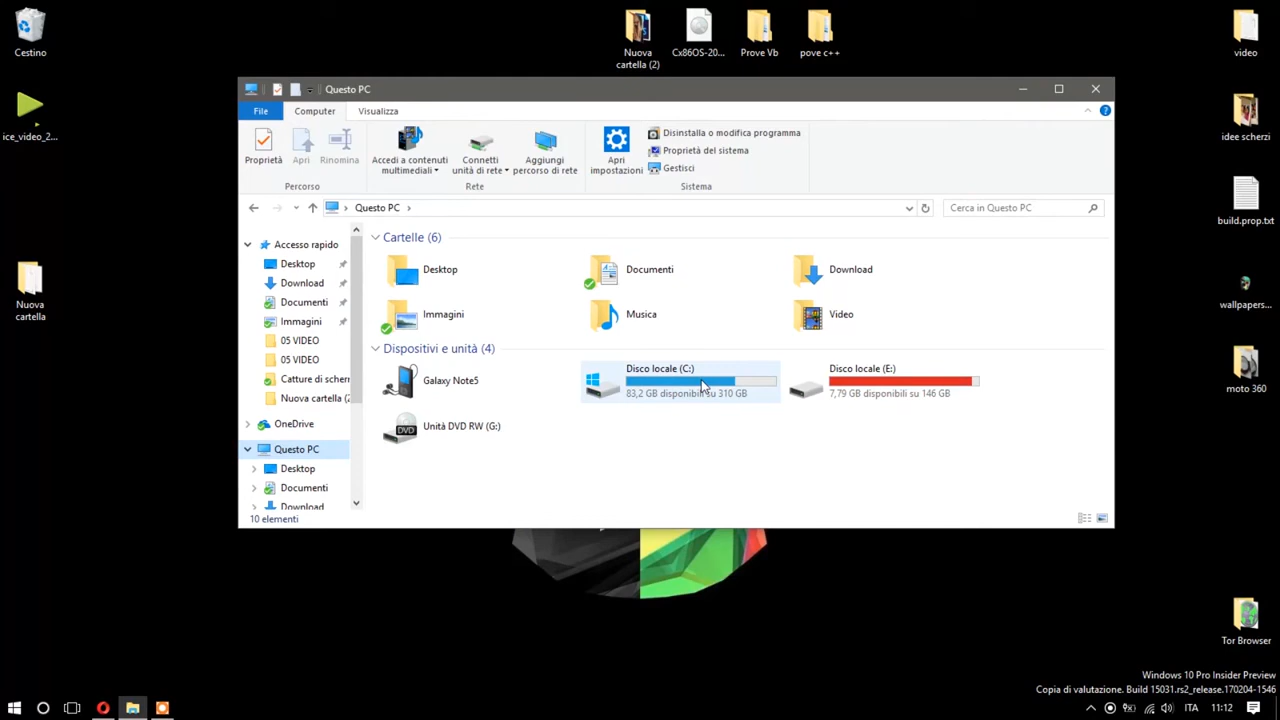 Cestino
ice_video_2...
Nuova
cartella
Nuova
cartella (2)
Cx86OS-20...
Prove Vb
pove c++
video
idee scherzi
build.prop.txt
wallpapers...
moto 360
Tor Browser
Questo PC
File
Computer
Visualizza
Proprietà
Apri
Rinomina
Percorso
Accedi a contenuti
multimediali
Connetti
unità di rete
Aggiungi
percorso di rete
Rete
Apri
impostazioni
Disinstalla o modifica programma
Proprietà del sistema
Gestisci
Sistema
Questo PC
Cerca in Questo PC
Accesso rapido
Desktop
Download
Documenti
Immagini
05 VIDEO
05 VIDEO
Catture di scherm
Nuova cartella (2
OneDrive
Questo PC
Desktop
Documenti
Download
Cartelle (6)
Desktop
Documenti
Download
Immagini
Musica
Video
Dispositivi e unità (4)
Galaxy Note5
Disco locale (C:)
83,2 GB disponibili su 310 GB
Disco locale (E:)
7,79 GB disponibili su 146 GB
DVD
Unità DVD RW (G:)
10 elementi
Windows 10 Pro Insider Preview
Copia di valutazione. Build 15031.rs2_release.170204-1546
ITA
11:12